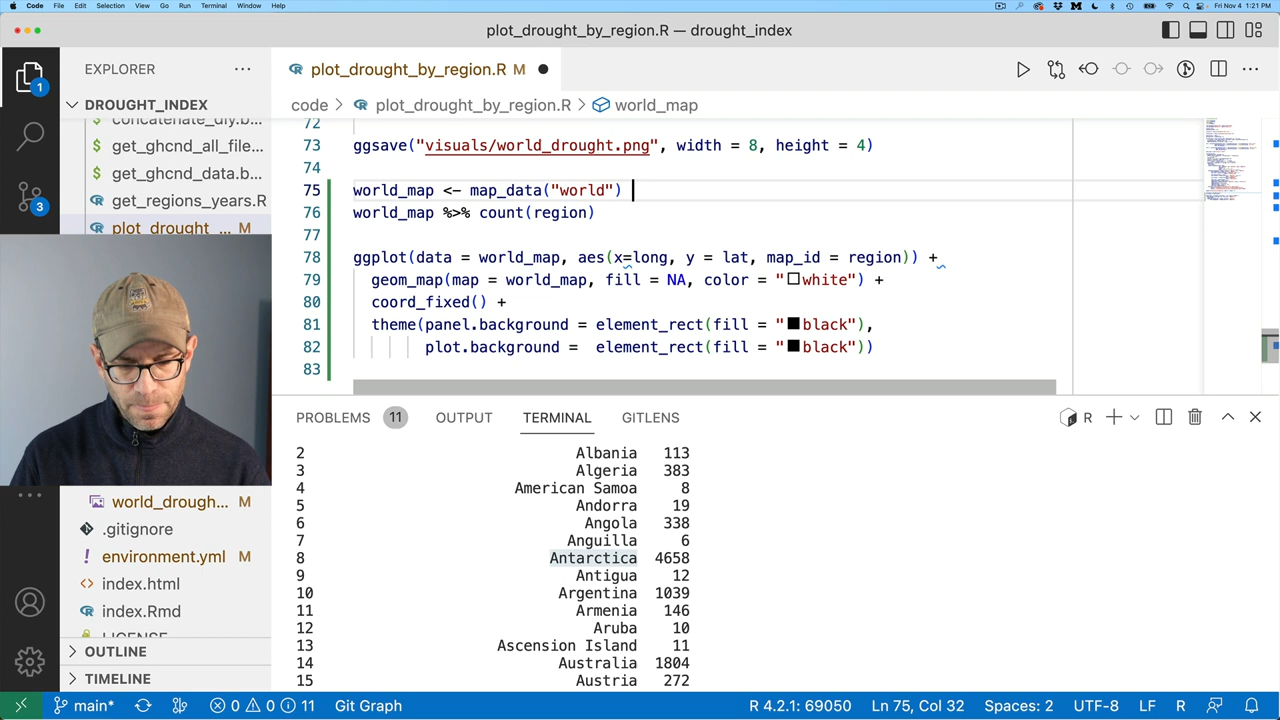 Code File Edit Selection View Go Run Terminal Window Help Fri Nov 4 1:21 PM
plot_drought_by_region.R — drought_index
EXPLORER
plot_drought_by_region.R M
DROUGHT_INDEX
code > plot_drought_by_region.R > world_map
concatenate_dly.b...
get_ghcnd_all_file...
get_ghcnd_data.b...
get_regions_years.R
plot_drought_... M
1
3
72
73 ggsave("visuals/world_drought.png", width = 8, height = 4)
74
75 world_map <- map_data("world")
76 world_map %>% count(region)
77
78 ggplot(data = world_map, aes(x=long, y = lat, map_id = region)) +
79 geom_map(map = world_map, fill = NA, color = "white") +
80 coord_fixed() +
81 theme(panel.background = element_rect(fill = "black"),
82 plot.background =  element_rect(fill = "black"))
83
PROBLEMS 11 OUTPUT TERMINAL GITLENS R
2 Albania 113
3 Algeria 383
4 American Samoa 8
5 Andorra 19
6 Angola 338
7 Anguilla 6
8 Antarctica 4658
9 Antigua 12
10 Argentina 1039
11 Armenia 146
12 Aruba 10
13 Ascension Island 11
14 Australia 1804
15 Austria 272
world_drough... M
.gitignore
environment.yml M
index.html
index.Rmd
LICENSE
OUTLINE
TIMELINE
main* 0 0 11 Git Graph R 4.2.1: 69050 Ln 75, Col 32 Spaces: 2 UTF-8 LF R